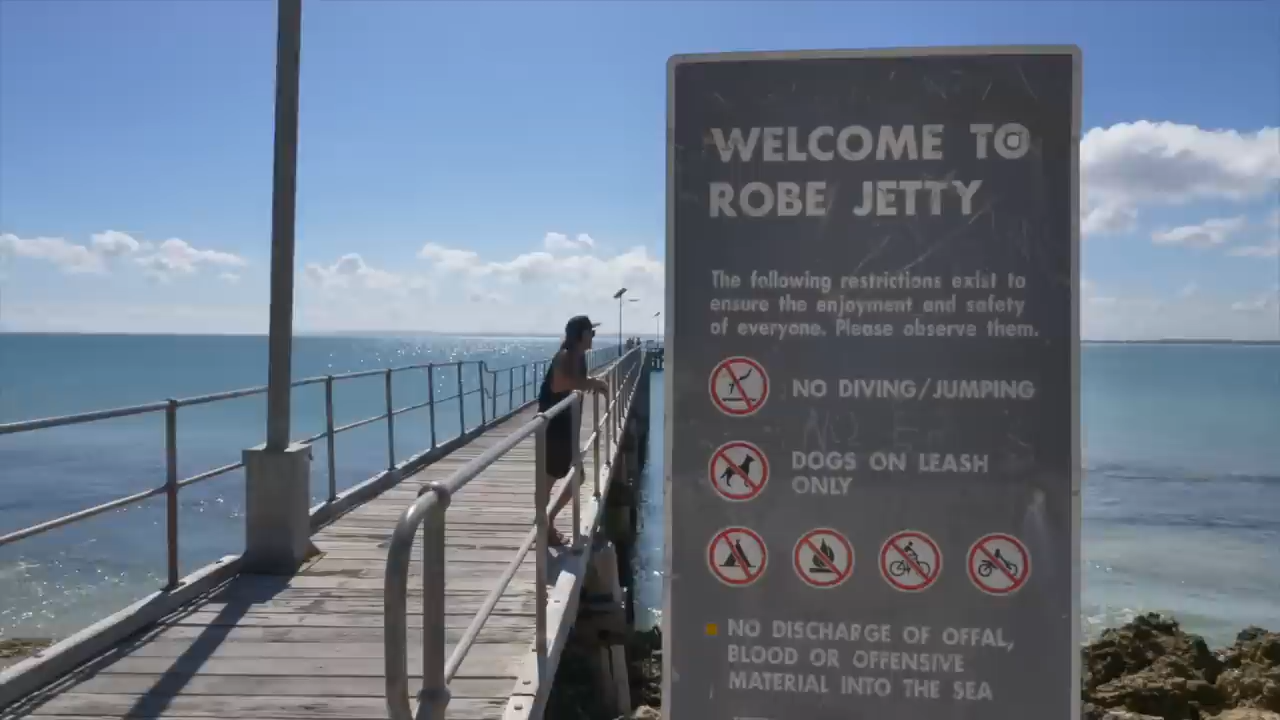 WELCOME TO
ROBE JETTY
The following restrictions exist to
ensure the enjoyment and safety
of everyone. Please observe them.
NO DIVING/JUMPING
DOGS ON LEASH
ONLY
NO DISCHARGE OF OFFAL,
BLOOD OR OFFENSIVE
MATERIAL INTO THE SEA